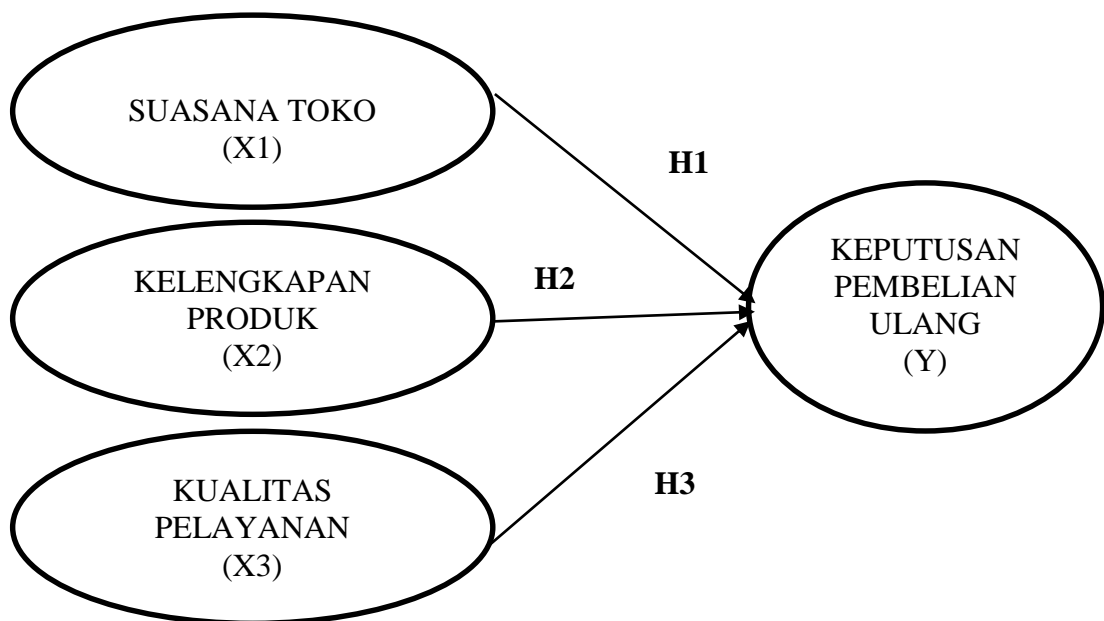 SUASANA TOKO
(X1)
H1
KELENGKAPAN
PRODUK
(X2)
H2
KEPUTUSAN
PEMBELIAN
ULANG
(Y)
KUALITAS
PELAYANAN
(X3)
H3